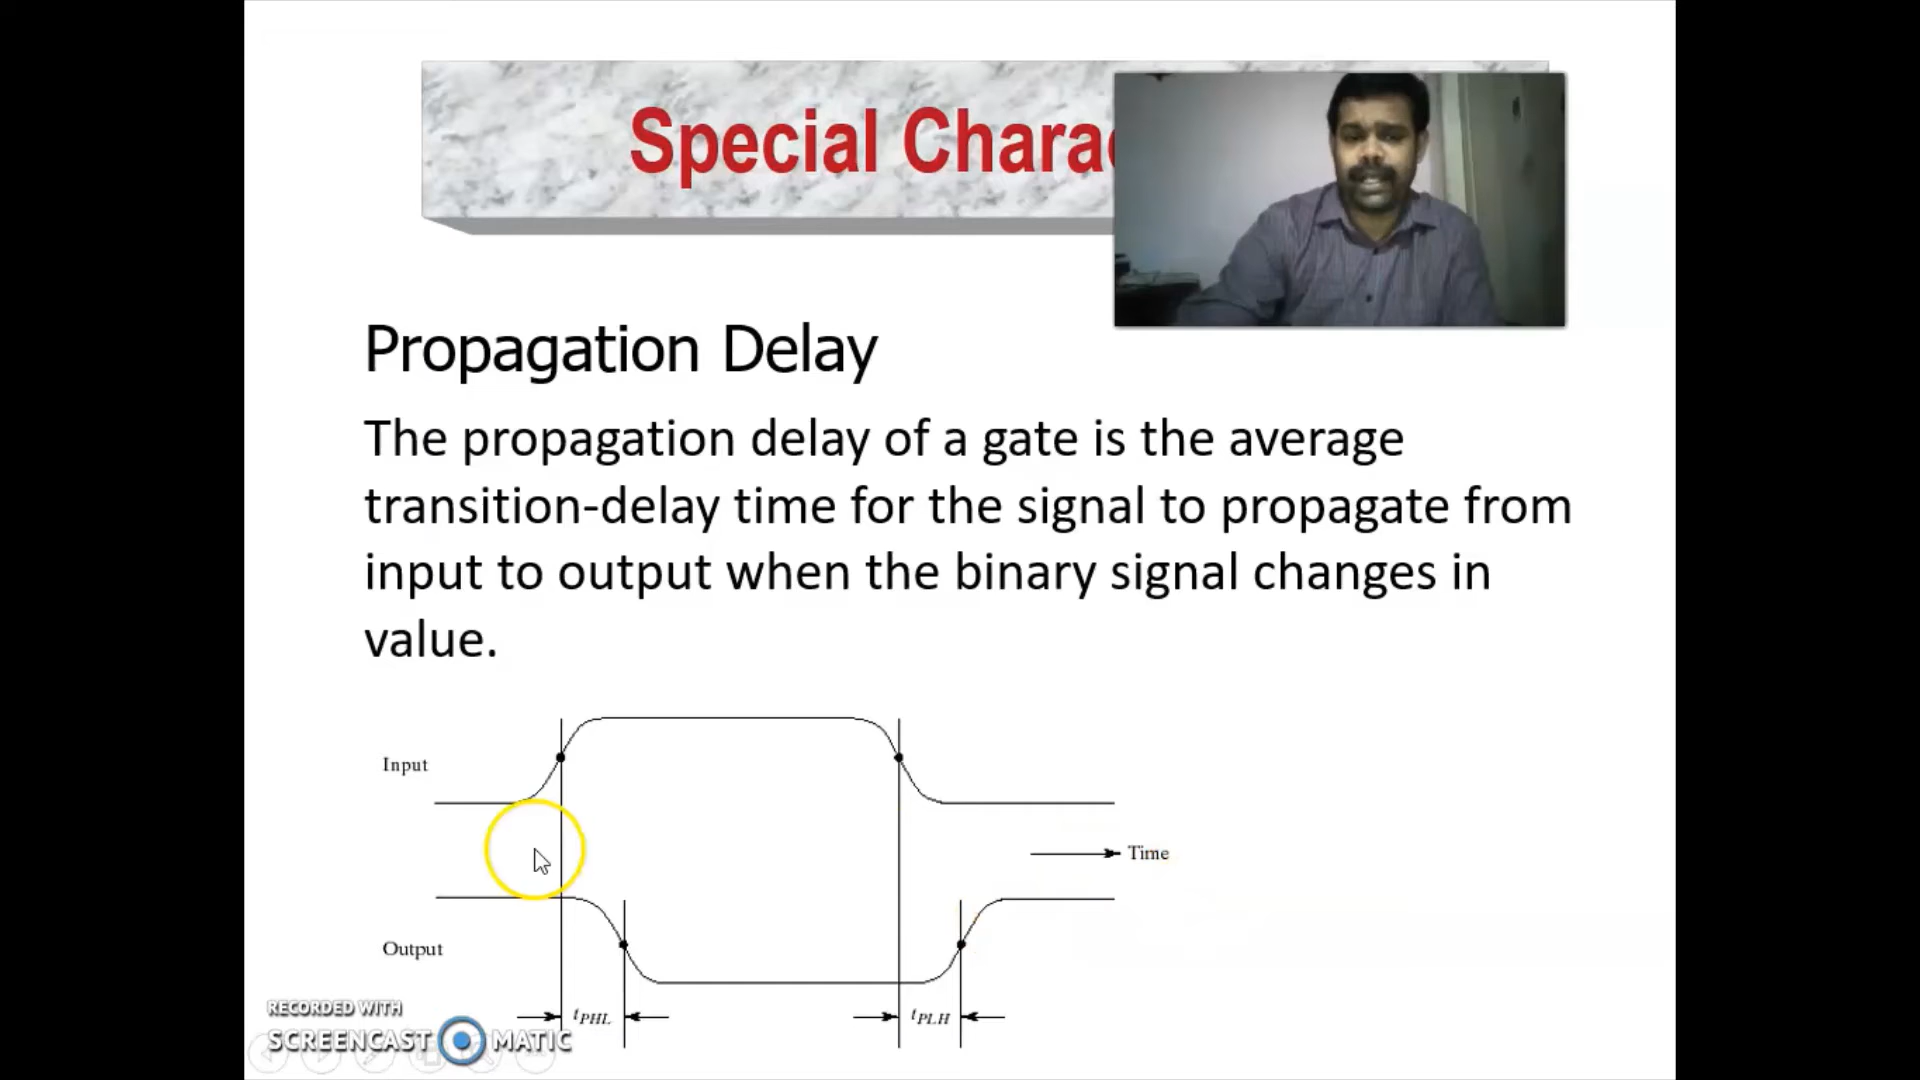 Special Charac
Propagation Delay
The propagation delay of a gate is the average
transition-delay time for the signal to propagate from
input to output when the binary signal changes in
value.
Input
Time
Output
tPHL
tPLH
RECORDED WITH
SCREENCAST MATIC